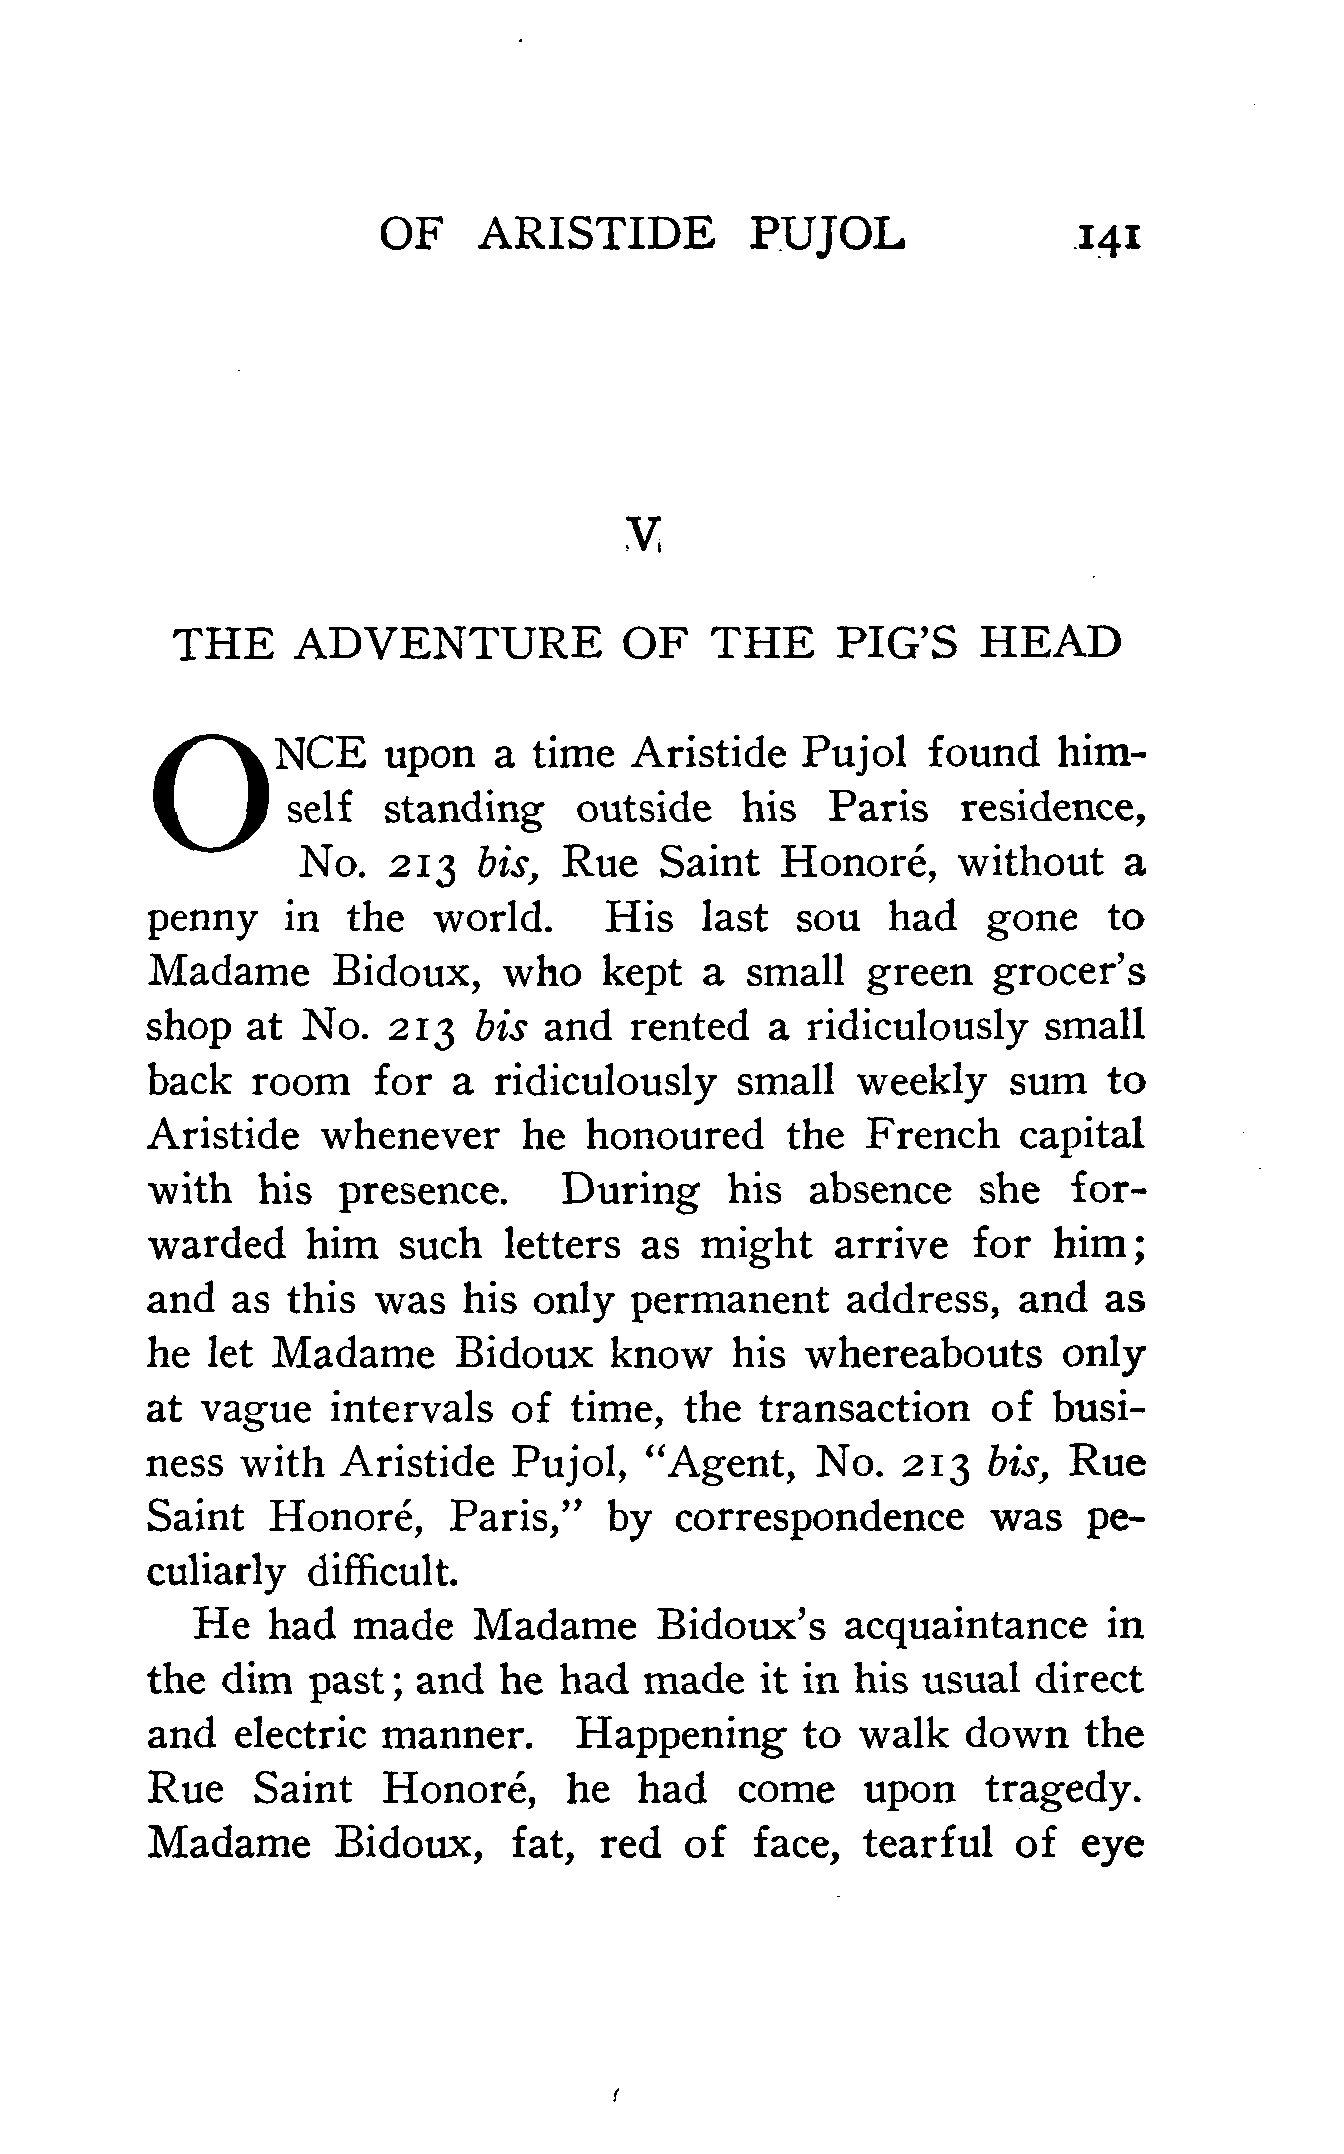 OF ARISTIDE PUJOL 141
V
THE ADVENTURE OF THE PIG'S HEAD
ONCE upon a time Aristide Pujol found him-
self standing outside his Paris residence,
No. 213 bis, Rue Saint Honoré, without a
penny in the world. His last sou had gone to
Madame Bidoux, who kept a small green grocer's
shop at No. 213 bis and rented a ridiculously small
back room for a ridiculously small weekly sum to
Aristide whenever he honoured the French capital
with his presence. During his absence she for-
warded him such letters as might arrive for him;
and as this was his only permanent address, and as
he let Madame Bidoux know his whereabouts only
at vague intervals of time, the transaction of busi-
ness with Aristide Pujol, "Agent, No. 213 bis, Rue
Saint Honoré, Paris," by correspondence was pe-
culiarly difficult.
He had made Madame Bidoux's acquaintance in
the dim past; and he had made it in his usual direct
and electric manner. Happening to walk down the
Rue Saint Honoré, he had come upon tragedy.
Madame Bidoux, fat, red of face, tearful of eye